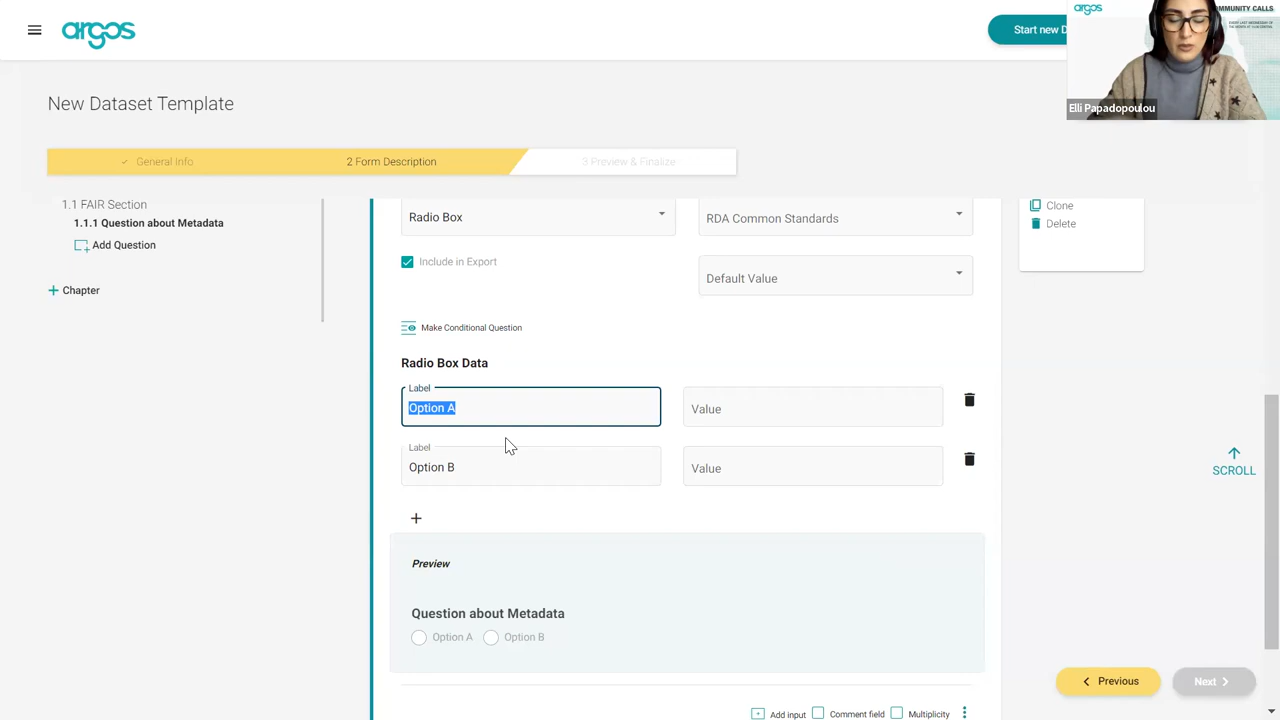 argos
Start new D
argos
OMMUNITY CALLS
Elli Papadopoulou
New Dataset Template
General Info
2 Form Description
3 Preview & Finalize
1.1 FAIR Section
1.1.1 Question about Metadata
Add Question
Chapter
Radio Box
RDA Common Standards
Include in Export
Default Value
Make Conditional Question
Radio Box Data
Label
Option A
Value
Label
Option B
Value
Preview
Question about Metadata
Option A
Option B
Add input
Comment field
Multiplicity
Clone
Delete
SCROLL
Previous
Next